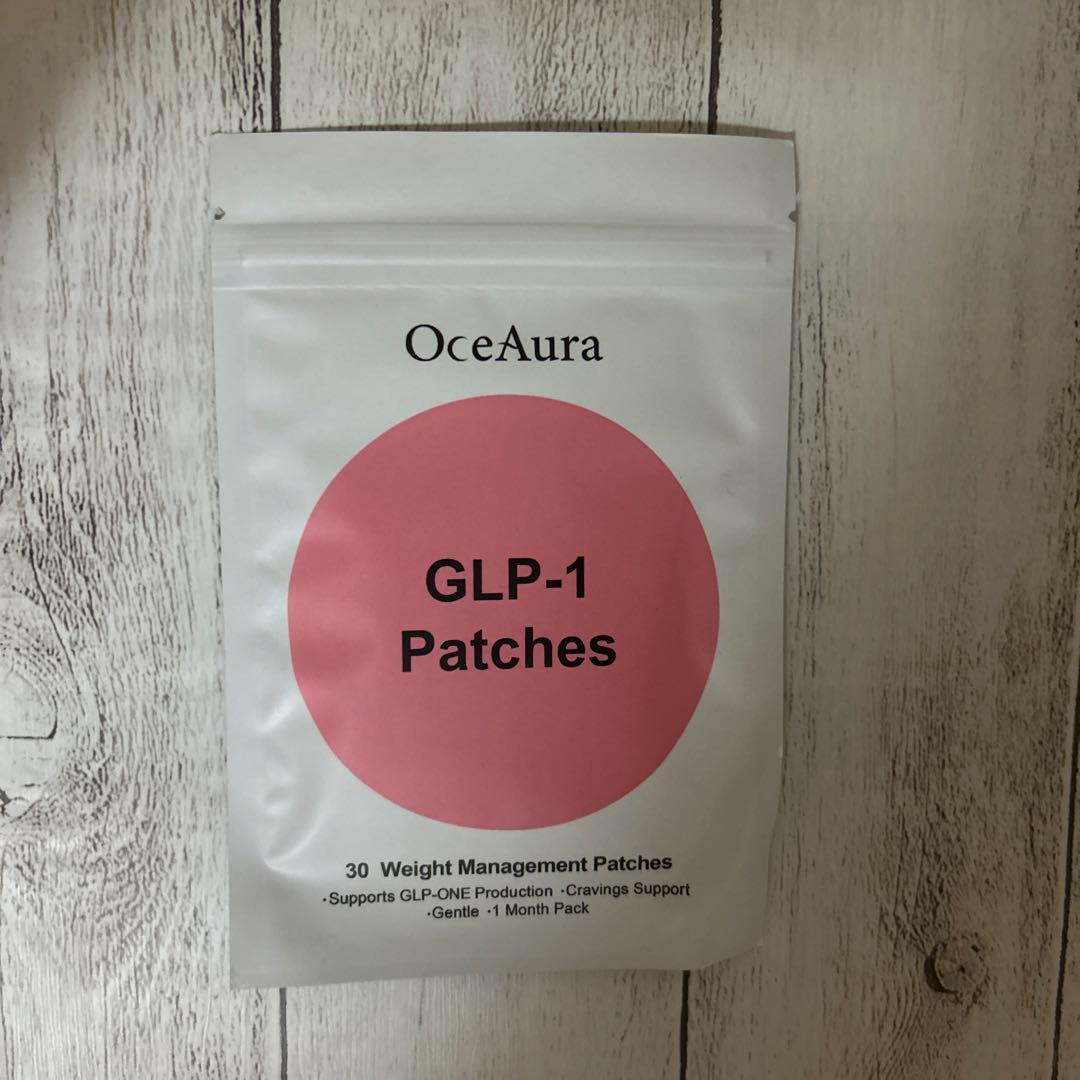 OceAura
GLP-1
Patches
30 Weight Management Patches
·Supports GLP-ONE Production ·Cravings Support
·Gentle ·1 Month Pack